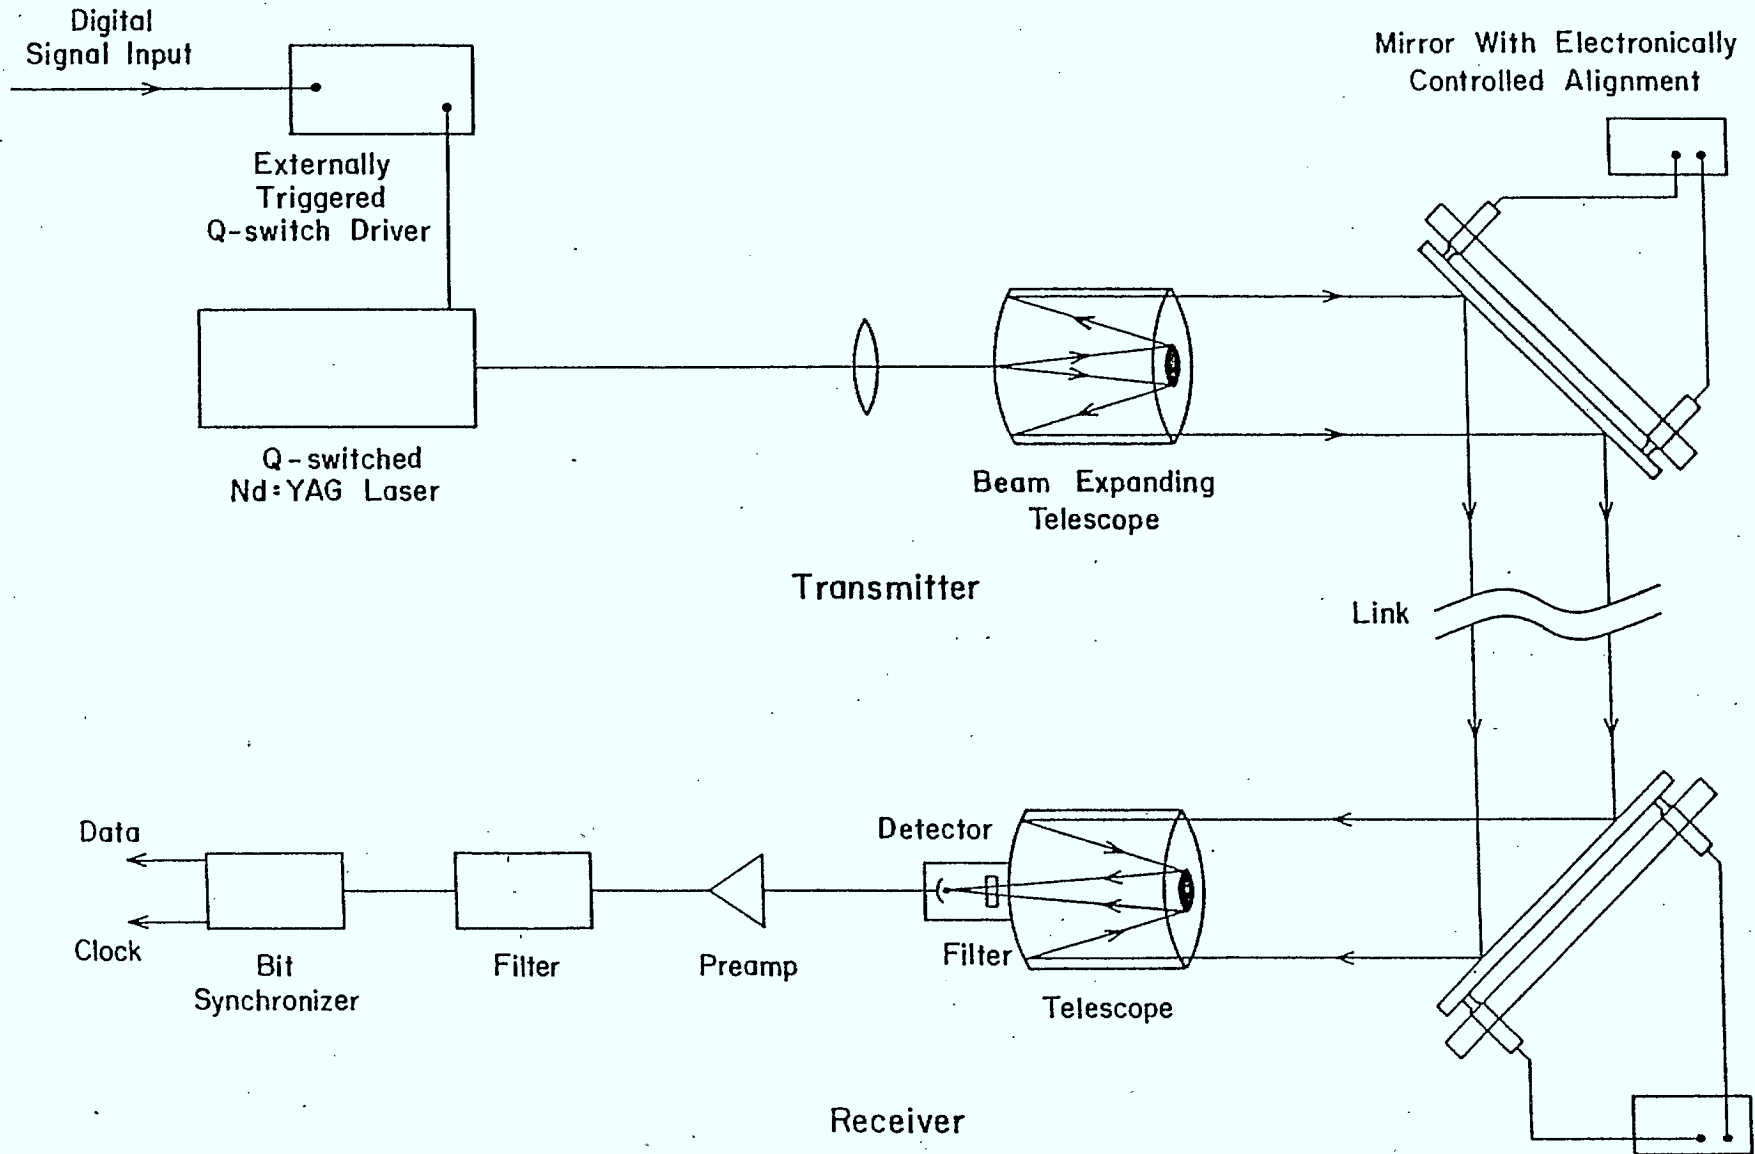 Digital
Signal Input
Mirror With Electronically
Controlled Alignment
Externally
Triggered
Q-switch Driver
Q-switched
Nd:YAG Laser
Beam Expanding
Telescope
Transmitter
Link
Data
Clock
Bit
Synchronizer
Filter
Preamp
Detector
Filter
Telescope
Receiver